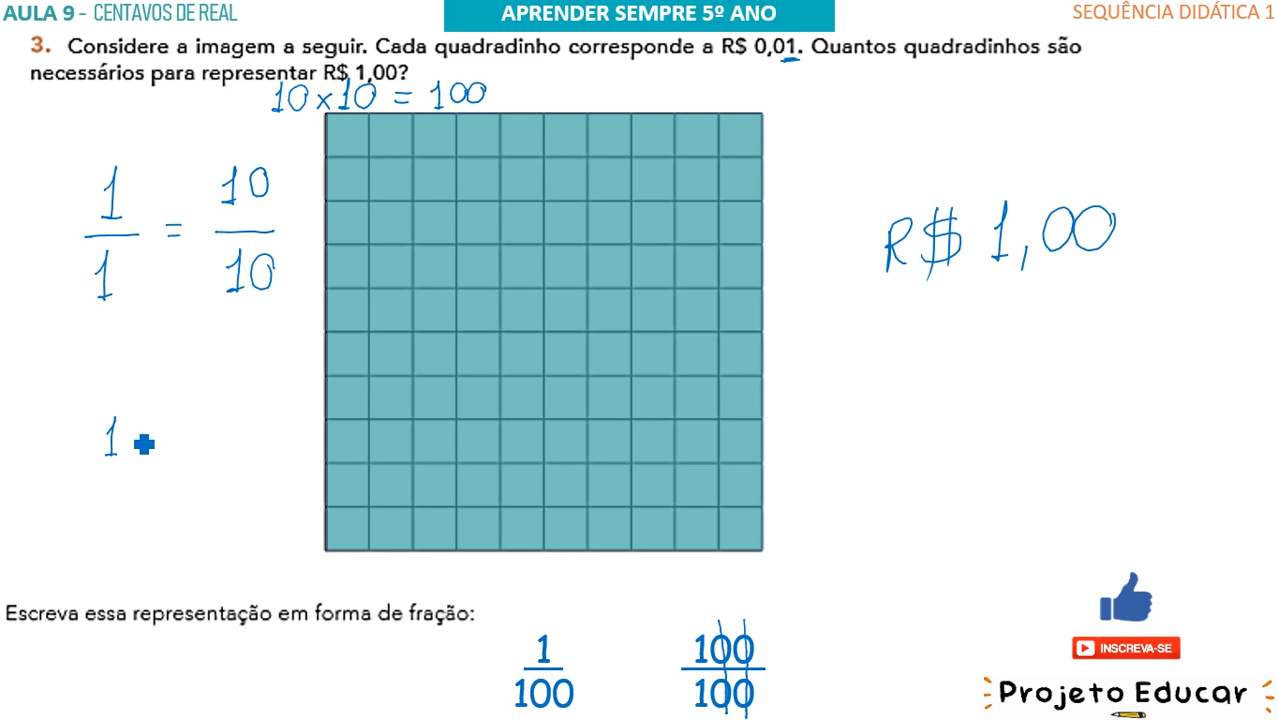 AULA 9 - CENTAVOS DE REAL
APRENDER SEMPRE 5º ANO
SEQUÊNCIA DIDÁTICA 1
3. Considere a imagem a seguir. Cada quadradinho corresponde a R$ 0,01. Quantos quadradinhos são
necessários para representar R$ 1,00?
10 x 10 = 100
1/1 = 10/10
R$ 1,00
1
Escreva essa representação em forma de fração:
1/100
100/100
INSCREVA-SE
Projeto Educar